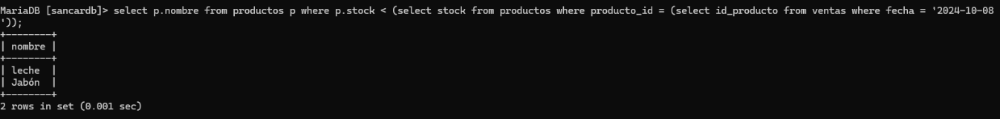 MariaDB [sancardb]> select p.nombre from productos p where p.stock < (select stock from productos where producto_id = (select id_producto from ventas where fecha = '2024-10-08
'));
+--------+
| nombre |
+--------+
| leche  |
| Jabón  |
+--------+
2 rows in set (0.001 sec)